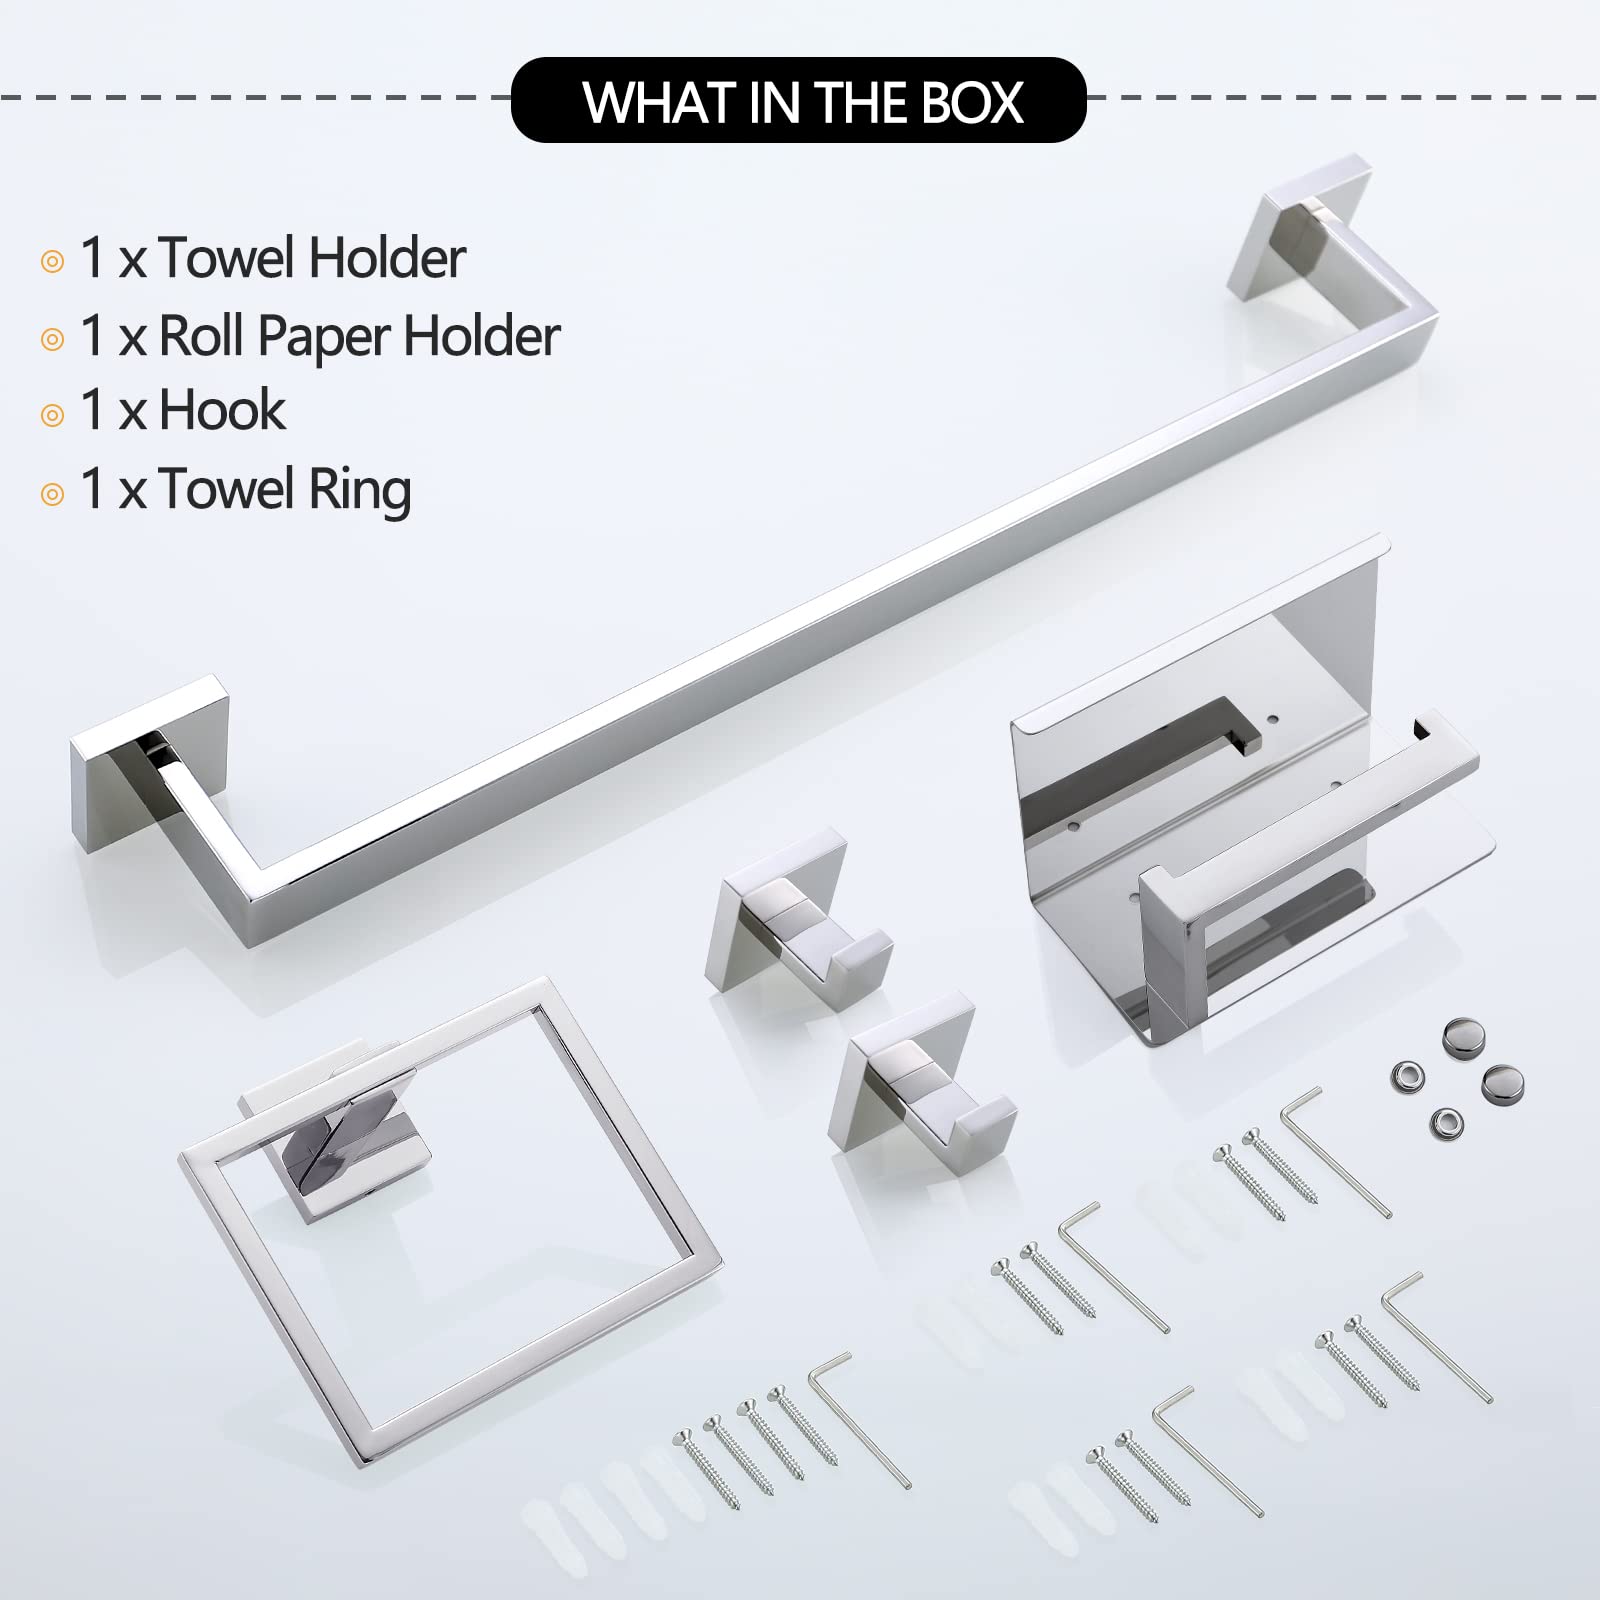 WHAT IN THE BOX
1 x Towel Holder
1 x Roll Paper Holder
1 x Hook
1 x Towel Ring